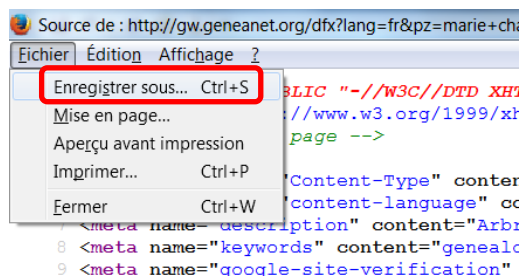 Source de : http://gw.geneanet.org/dfx?lang=fr&pz=marie+cha
Fichier Édition Affichage ?
Enregistrer sous... Ctrl+S
BLIC "-//W3C//DTD XHT
Mise en page...
://www.w3.org/1999/xh
Aperçu avant impression
page -->
Imprimer... Ctrl+P
"Content-Type" conten
"content-language" co
Fermer Ctrl+W
7 <meta name="description" content="Arbr
8 <meta name="keywords" content="genealo
9 <meta name="google-site-verification"